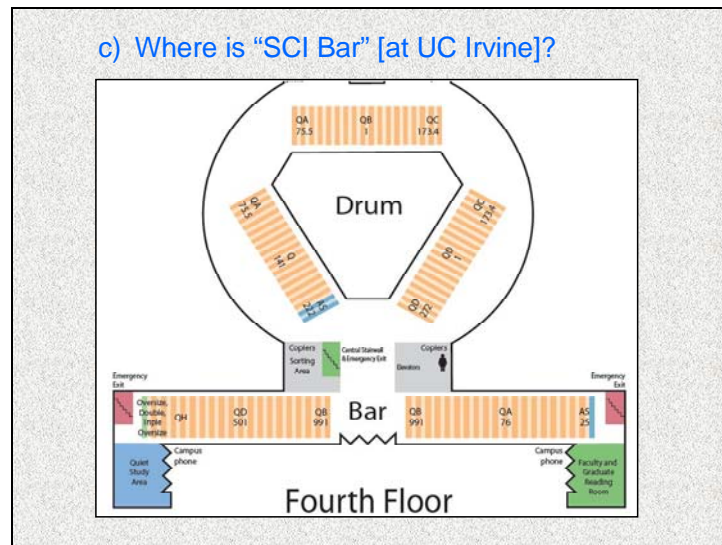 c) Where is “SCI Bar” [at UC Irvine]?
QA
75.5
QB
1
QC
173.4
Drum
QA
75.5
Q
141
AS
22.2
QC
173.4
QD
1
QD
272
Copiers
Sorting
Area
Central Stairwell
& Emergency Exit
Copiers
Elevators
Emergency
Exit
Emergency
Exit
Oversize,
Double,
Triple
Oversize
QH
QD
501
QB
991
Bar
QB
991
QA
76
AS
25
Campus
phone
Campus
phone
Quiet
Study
Area
Faculty and
Graduate
Reading
Room
Fourth Floor